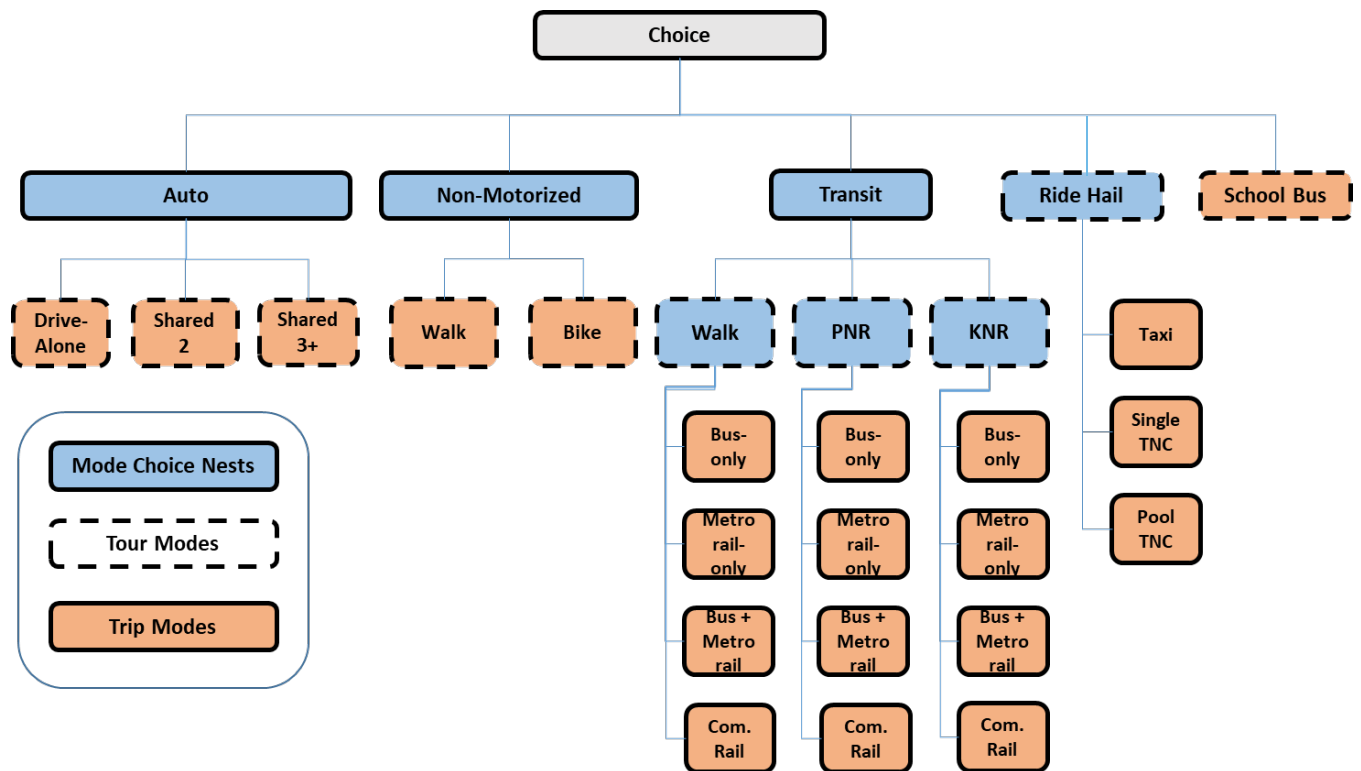 Choice
Auto
Non-Motorized
Transit
Ride Hail
School Bus
Drive-
Alone
Shared
2
Shared
3+
Walk
Bike
Walk
PNR
KNR
Taxi
Single
TNC
Pool
TNC
Bus-
only
Metro
rail-
only
Bus +
Metro
rail
Com.
Rail
Bus-
only
Metro
rail-
only
Bus +
Metro
rail
Com.
Rail
Bus-
only
Metro
rail-
only
Bus +
Metro
rail
Com.
Rail
Mode Choice Nests
Tour Modes
Trip Modes